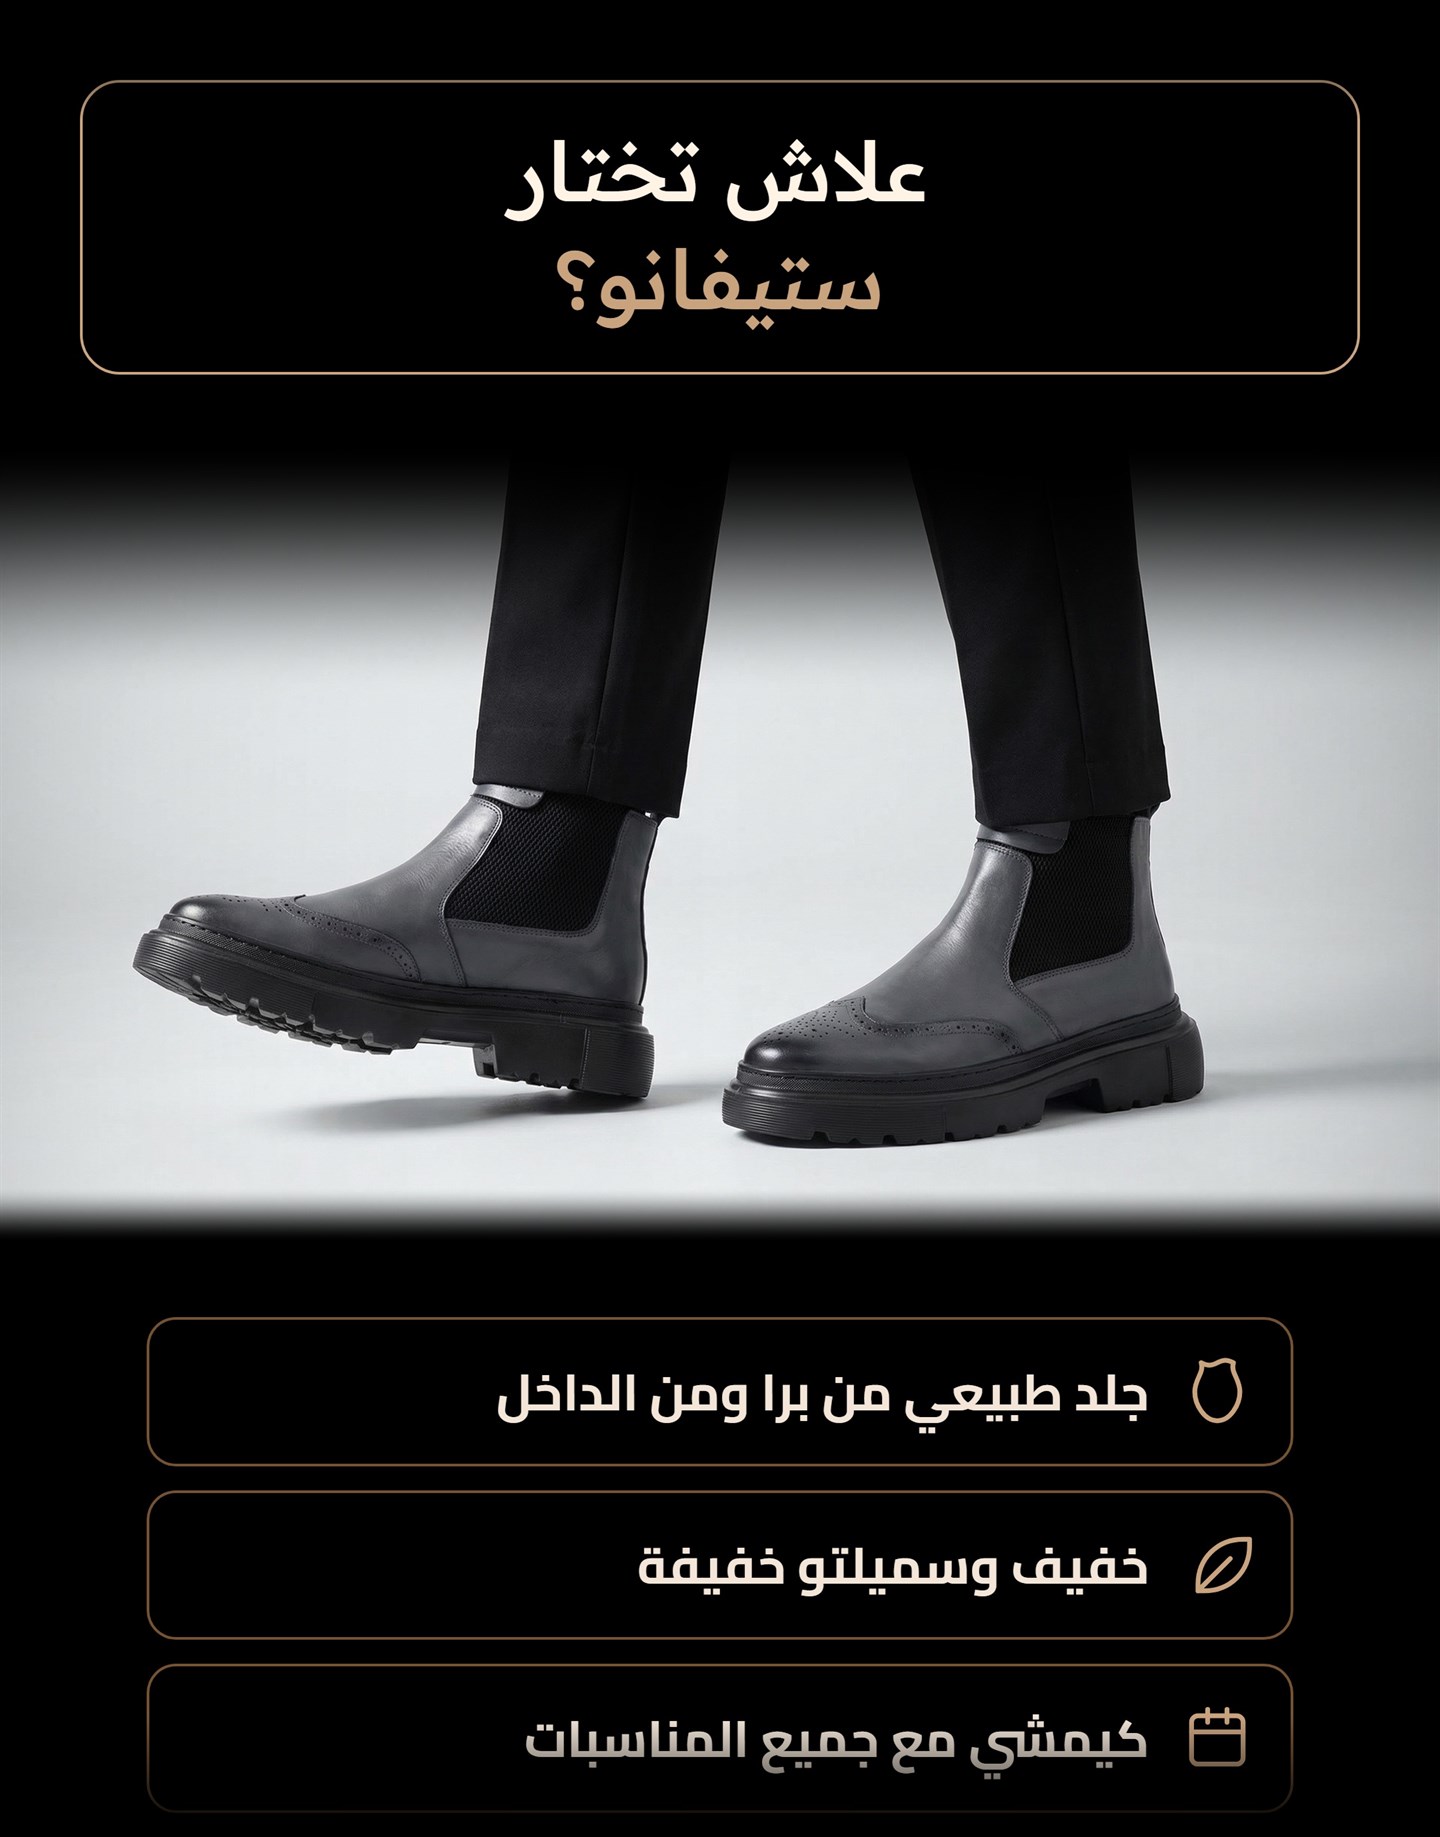 علاش تختار
ستيفانو؟
جلد طبيعي من برا ومن الداخل
خفيف وسميلتو خفيفة
كيمشي مع جميع المناسبات